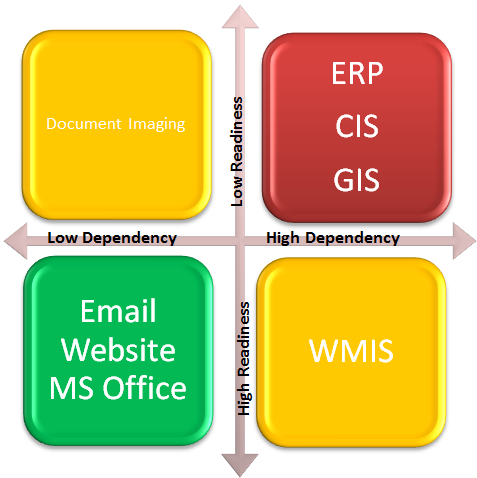 Document Imaging
ERP
CIS
GIS
Low Readiness
Low Dependency
High Dependency
Email
Website
MS Office
High Readiness
WMIS